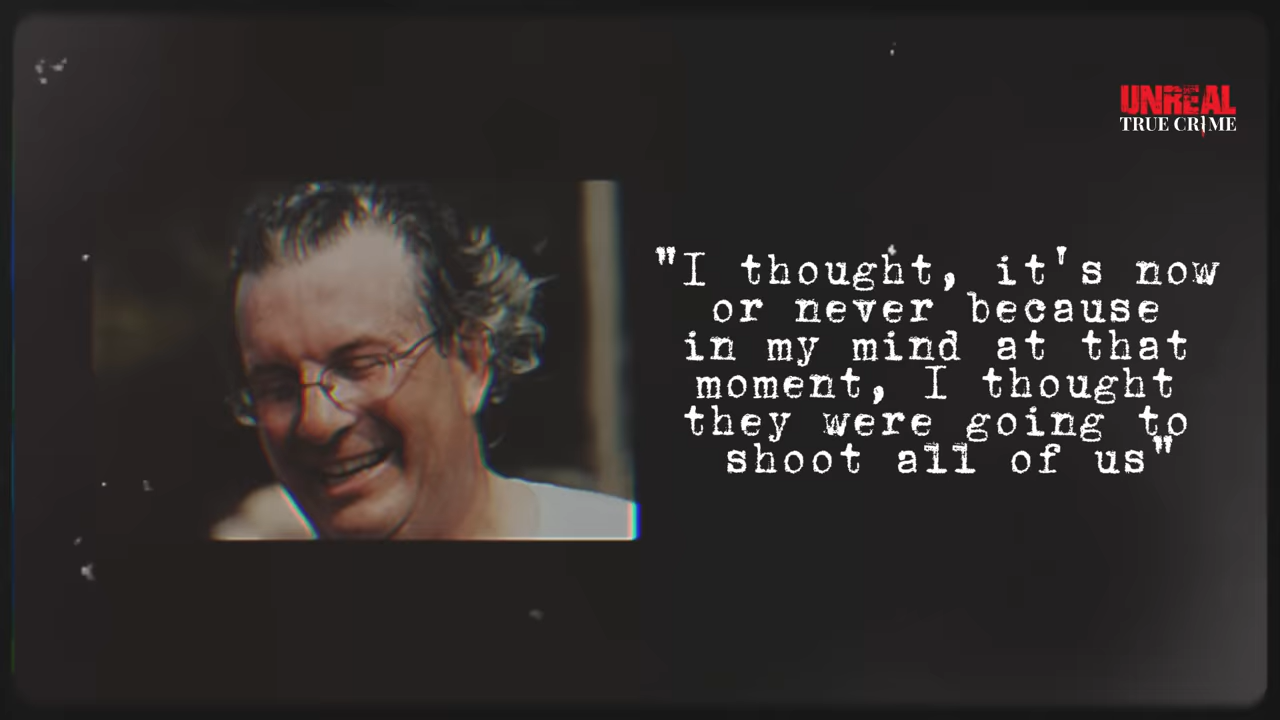 UNREAL
TRUE CRIME
"I thought, it's now
or never because
in my mind at that
moment, I thought
they were going to
shoot all of us"